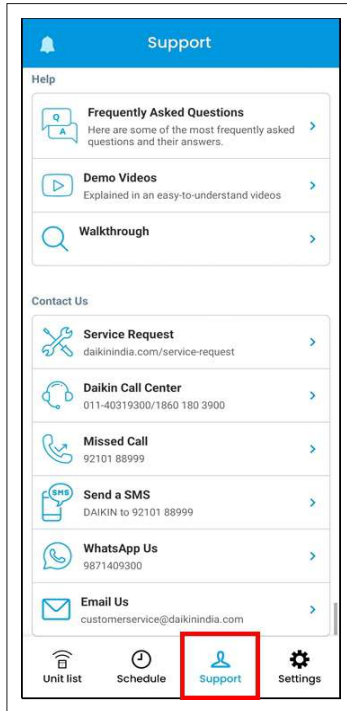 Support
Help
Q
A
Frequently Asked Questions
Here are some of the most frequently asked
questions and their answers.
Demo Videos
Explained in an easy-to-understand videos
Walkthrough
Contact Us
Service Request
daikinindia.com/service-request
Daikin Call Center
011-40319300/1860 180 3900
Missed Call
92101 88999
SMS
Send a SMS
DAIKIN to 92101 88999
WhatsApp Us
9871409300
Email Us
customerservice@daikinindia.com
Unit list Schedule Support Settings